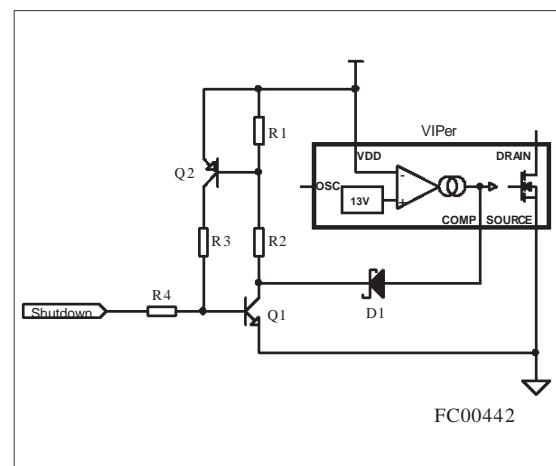 R1
VIPer
VDD
DRAIN
Q2
OSC
-
13V
+
COMP
SOURCE
R3
R2
R4
D1
Shutdown
Q1
FC00442